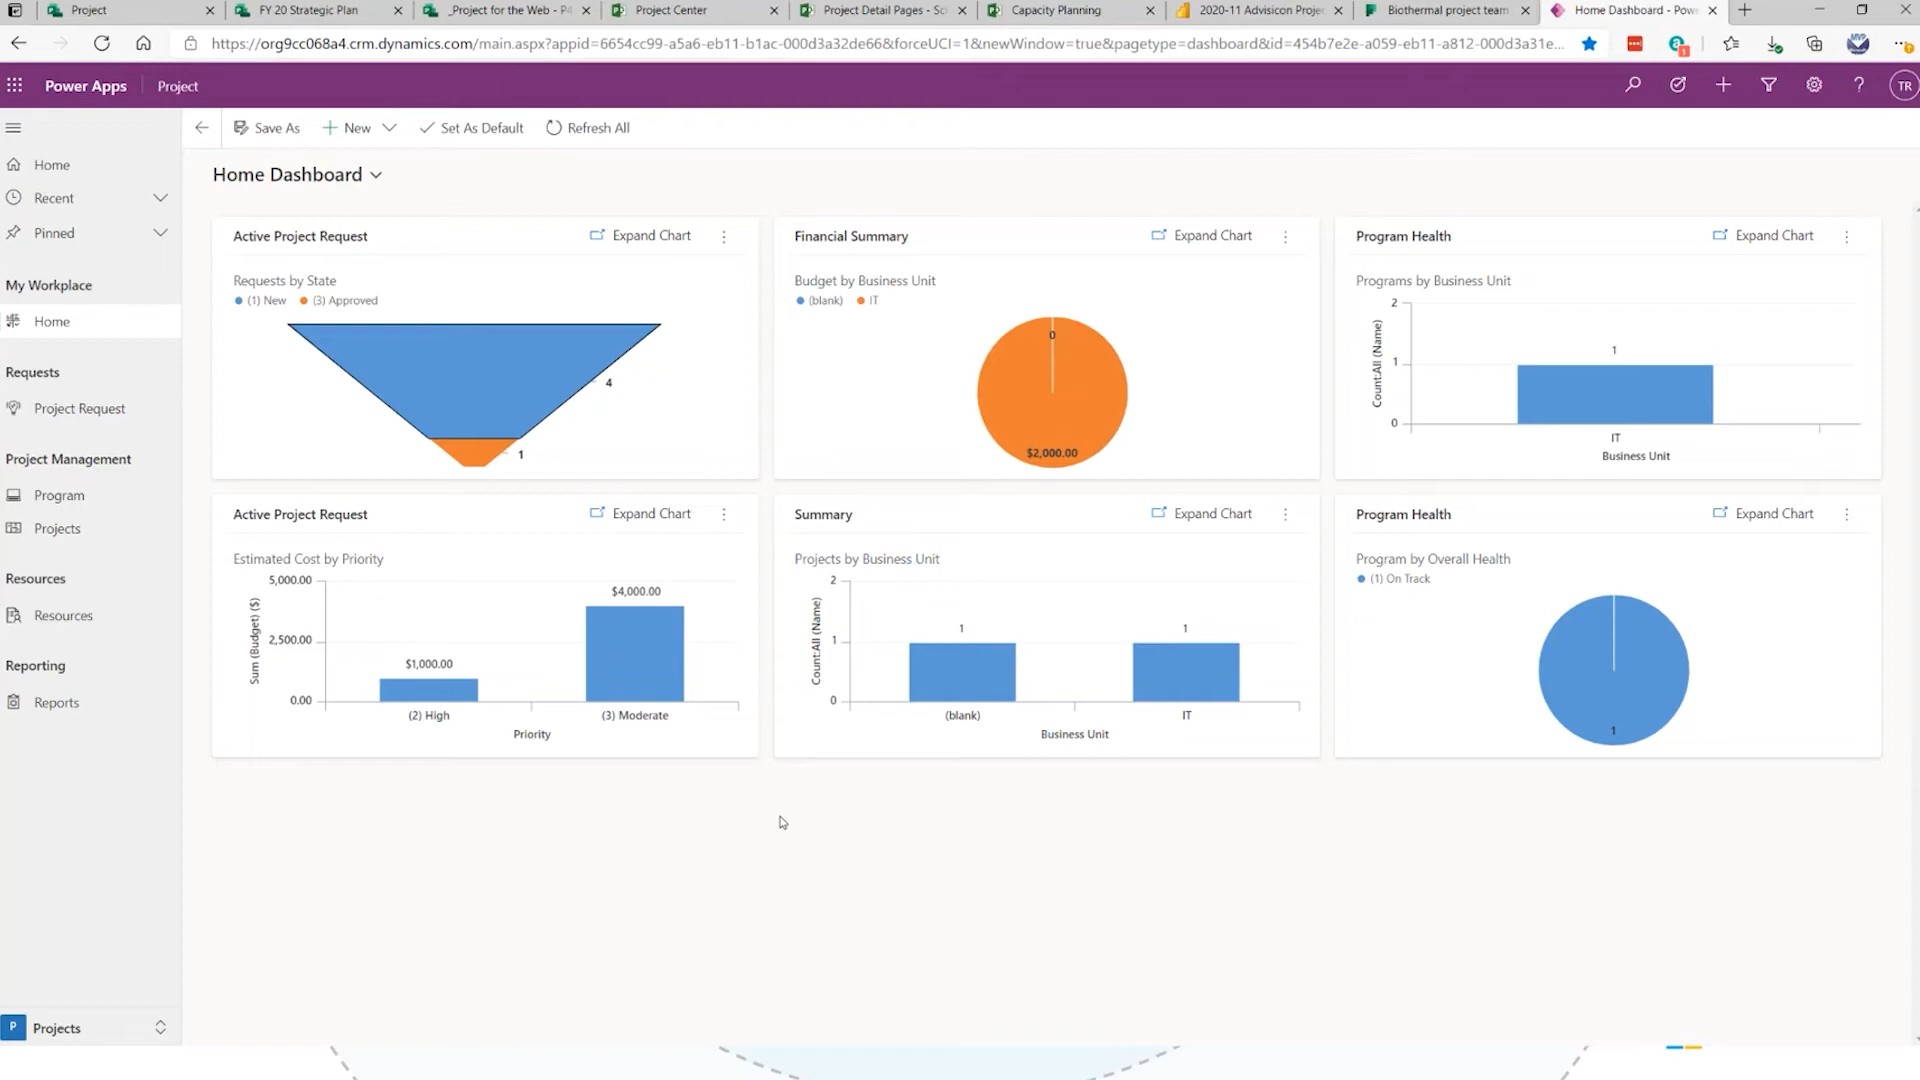 Project
FY 20 Strategic Plan
_Project for the Web - P4
Project Center
Project Detail Pages - Sc
Capacity Planning
2020-11 Advisicon Projec
Biothermal project team
Home Dashboard - Pow
https://org9cc068a4.crm.dynamics.com/main.aspx?appid=6654cc99-a5a6-eb11-b1ac-000d3a32de66&forceUCI=1&newWindow=true&pagetype=dashboard&id=454b7e2e-a059-eb11-a812-000d3a31e...
Power Apps
Project
TR
Save As
New
Set As Default
Refresh All
Home
Recent
Pinned
My Workplace
Home
Requests
Project Request
Project Management
Program
Projects
Resources
Resources
Reporting
Reports
P
Projects
Home Dashboard
Active Project Request
Expand Chart
Requests by State
(1) New
(3) Approved
4
1
Financial Summary
Expand Chart
Budget by Business Unit
(blank)
IT
0
$2,000.00
Program Health
Expand Chart
Programs by Business Unit
2
1
0
Count:All (Name)
1
IT
Business Unit
Active Project Request
Expand Chart
Estimated Cost by Priority
5,000.00
2,500.00
0.00
Sum (Budget) ($)
$1,000.00
$4,000.00
(2) High
(3) Moderate
Priority
Summary
Expand Chart
Projects by Business Unit
2
1
0
Count:All (Name)
1
1
(blank)
IT
Business Unit
Program Health
Expand Chart
Program by Overall Health
(1) On Track
1